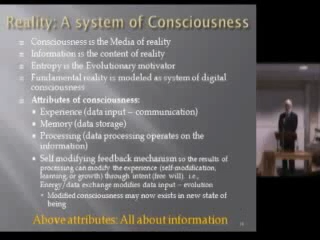 Reality: A system of Consciousness
Consciousness is the Media of reality
Information is the content of reality
Entropy is the Evolutionary motivator
Fundamental reality is modeled as system of digital
consciousness
Attributes of consciousness:
Experience (data input – communication)
Memory (data storage)
Processing (data processing operates on the
information)
Self modifying feedback mechanism so the results of
processing can modify the experience (self-modification,
learning, or growth) through intent (free will). i.e.,
Energy/data exchange modifies data input – evolution
Modified consciousness may now exists in new state of
being
Above attributes: All about information